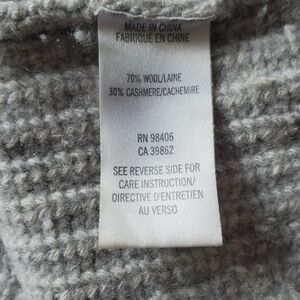 MADE IN CHINA
FABRIQUÉ EN CHINE
70% WOOL/LAINE
30% CASHMERE/CACHEMIRE
RN 98406
CA 39862
SEE REVERSE SIDE FOR
CARE INSTRUCTION/
DIRECTIVE D'ENTRETIEN
AU VERSO